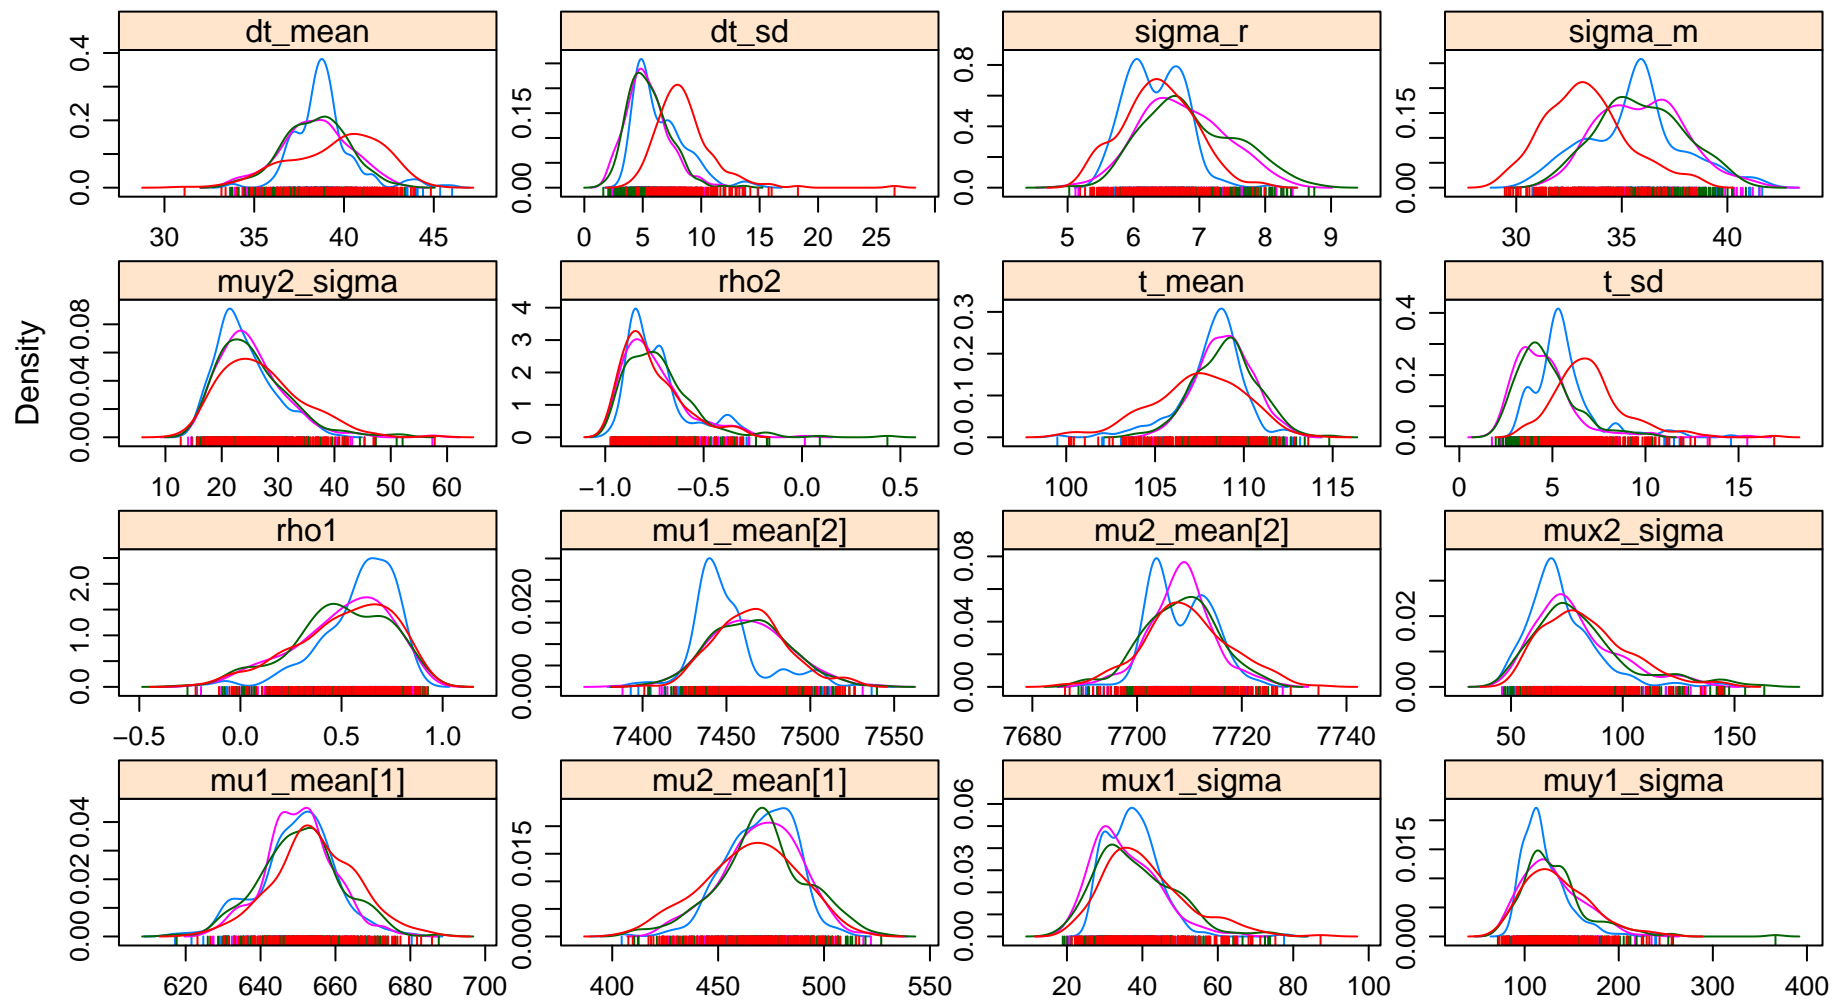 dt_mean dt_sd sigma_r sigma_m
0.0 0.2 0.4 0.00 0.15 0.0 0.4 0.8 0.00 0.15
30 35 40 45 0 5 10 15 20 25 5 6 7 8 9 30 35 40
muy2_sigma rho2 t_mean t_sd
0.00 0.04 0.08 0 1 2 3 4 0.0 0.1 0.2 0.3 0.0 0.2 0.4
10 20 30 40 50 60 −1.0 −0.5 0.0 0.5 100 105 110 115 0 5 10 15
Density
rho1 mu1_mean[2] mu2_mean[2] mux2_sigma
0.0 1.0 2.0 0.000 0.020 0.00 0.04 0.08 0.00 0.02
−0.5 0.0 0.5 1.0 7400 7450 7500 7550 7680 7700 7720 7740 50 100 150
mu1_mean[1] mu2_mean[1] mux1_sigma muy1_sigma
0.00 0.02 0.04 0.000 0.015 0.00 0.03 0.06 0.000 0.015
620 640 660 680 700 400 450 500 550 20 40 60 80 100 100 200 300 400